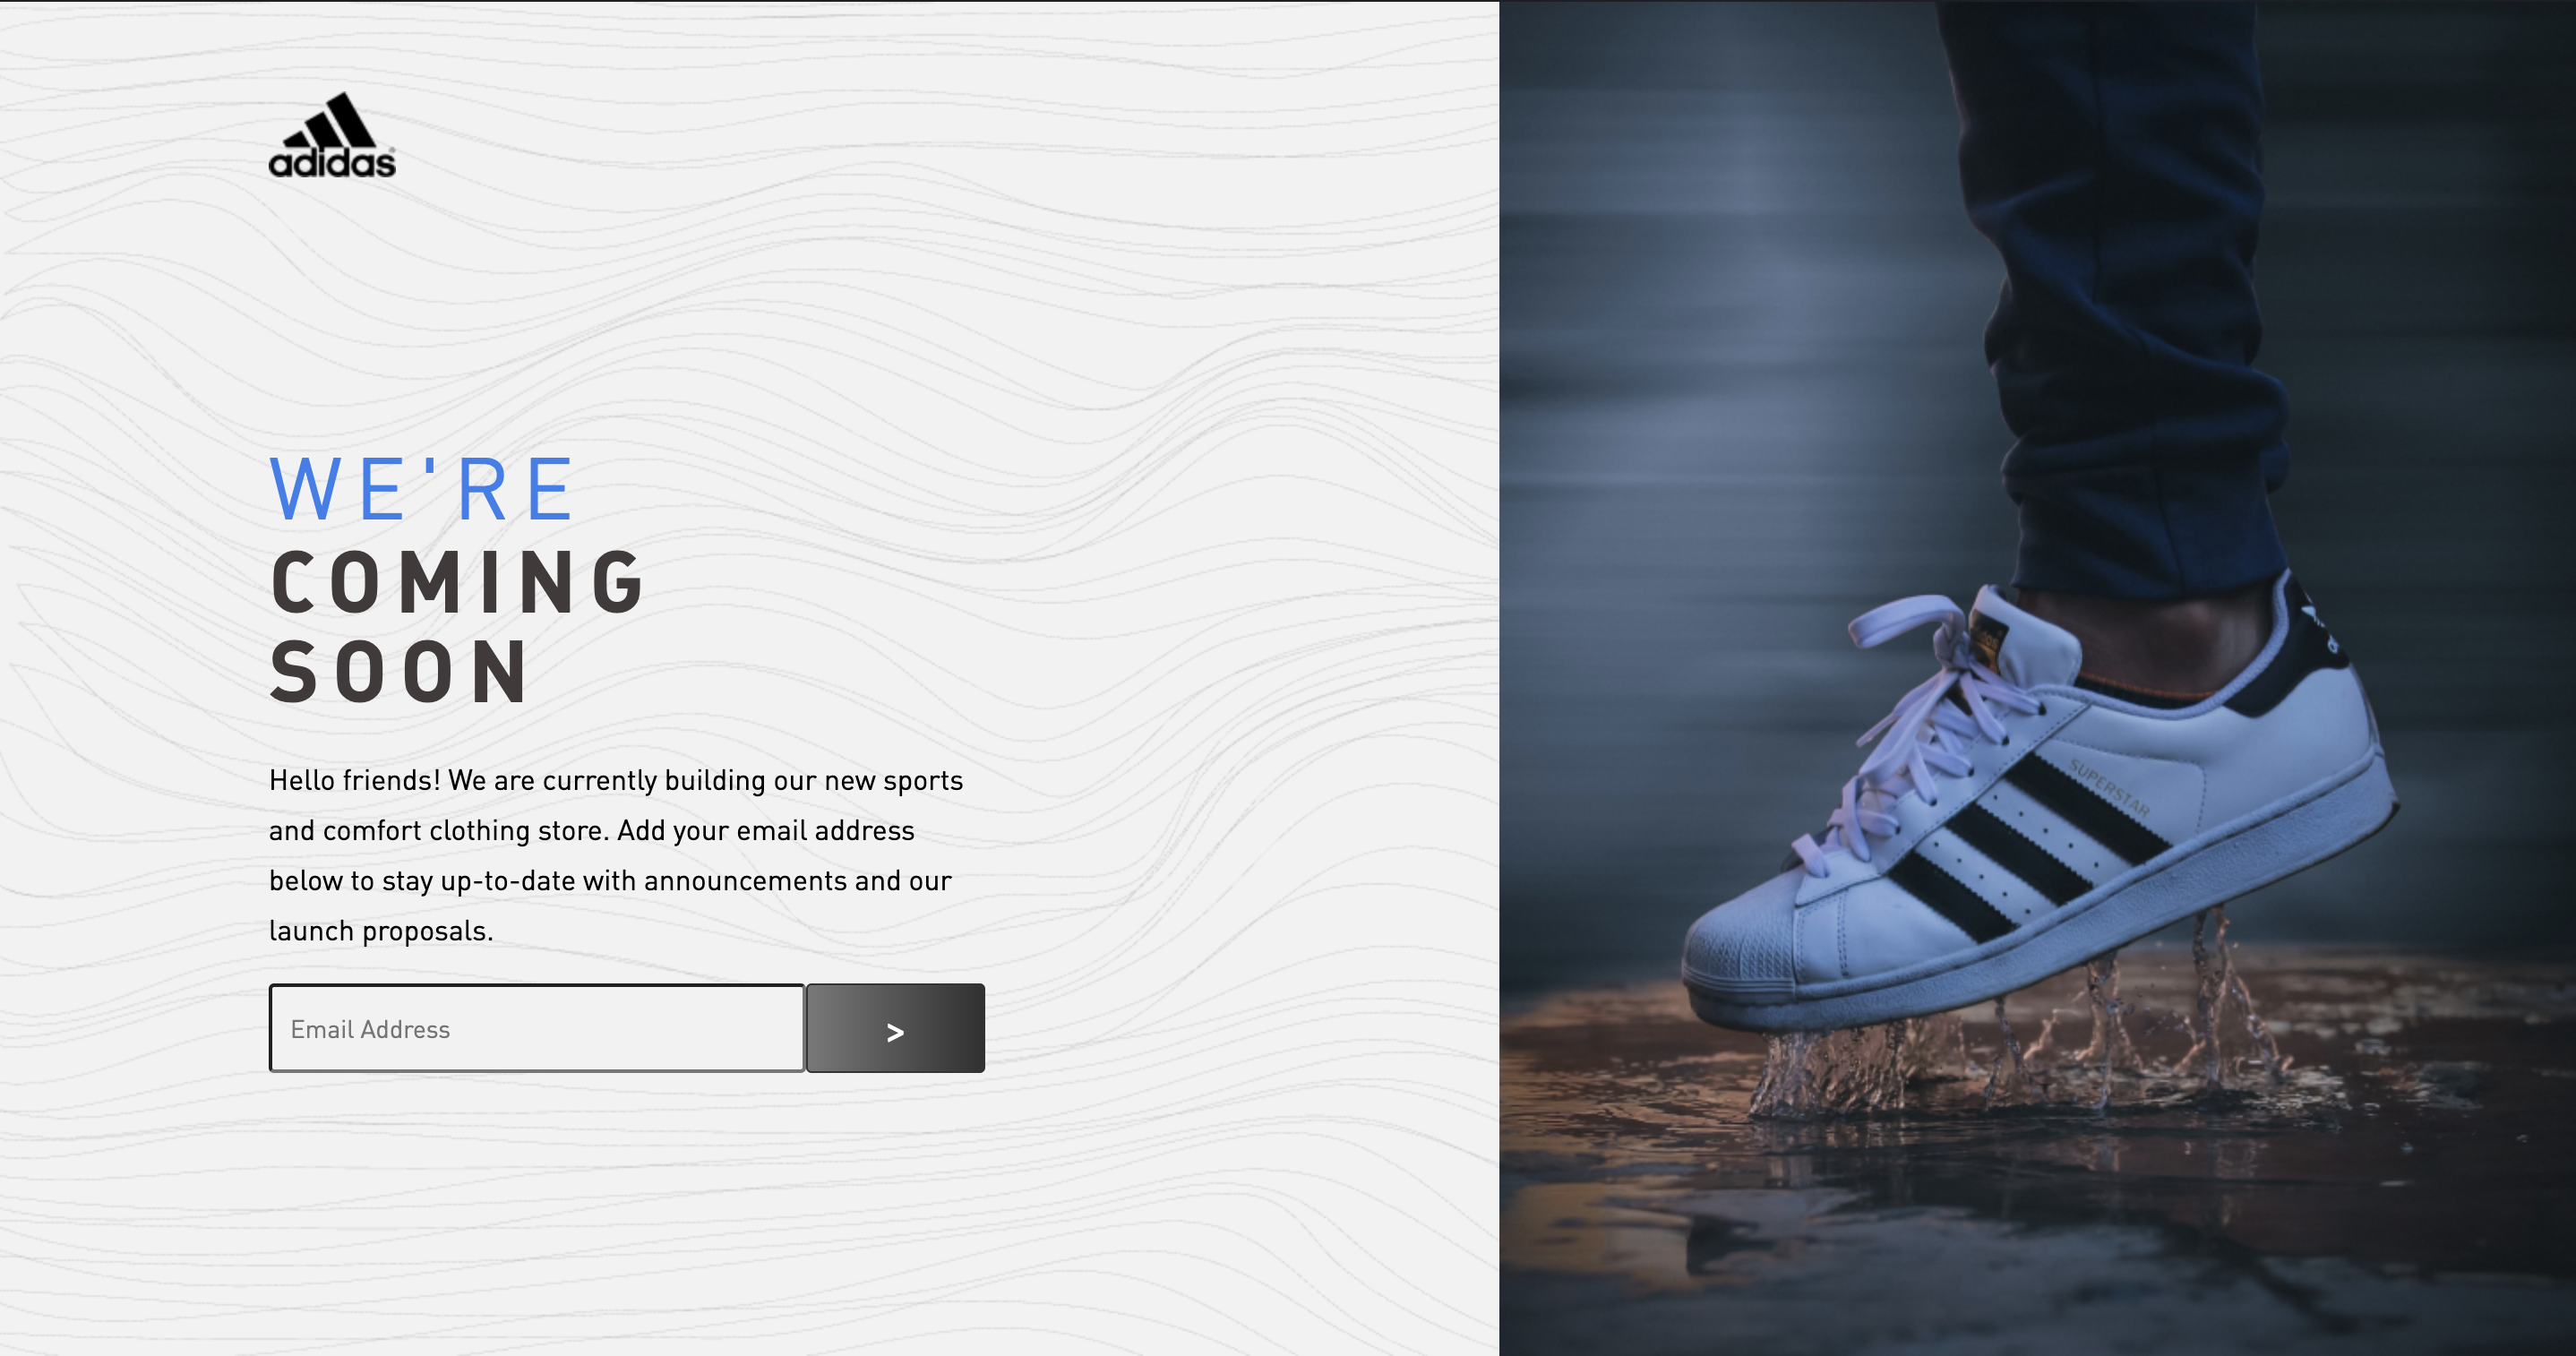 adidas
WE'RE
COMING
SOON
Hello friends! We are currently building our new sports
and comfort clothing store. Add your email address
below to stay up-to-date with announcements and our
launch proposals.
Email Address
>
SUPERSTAR